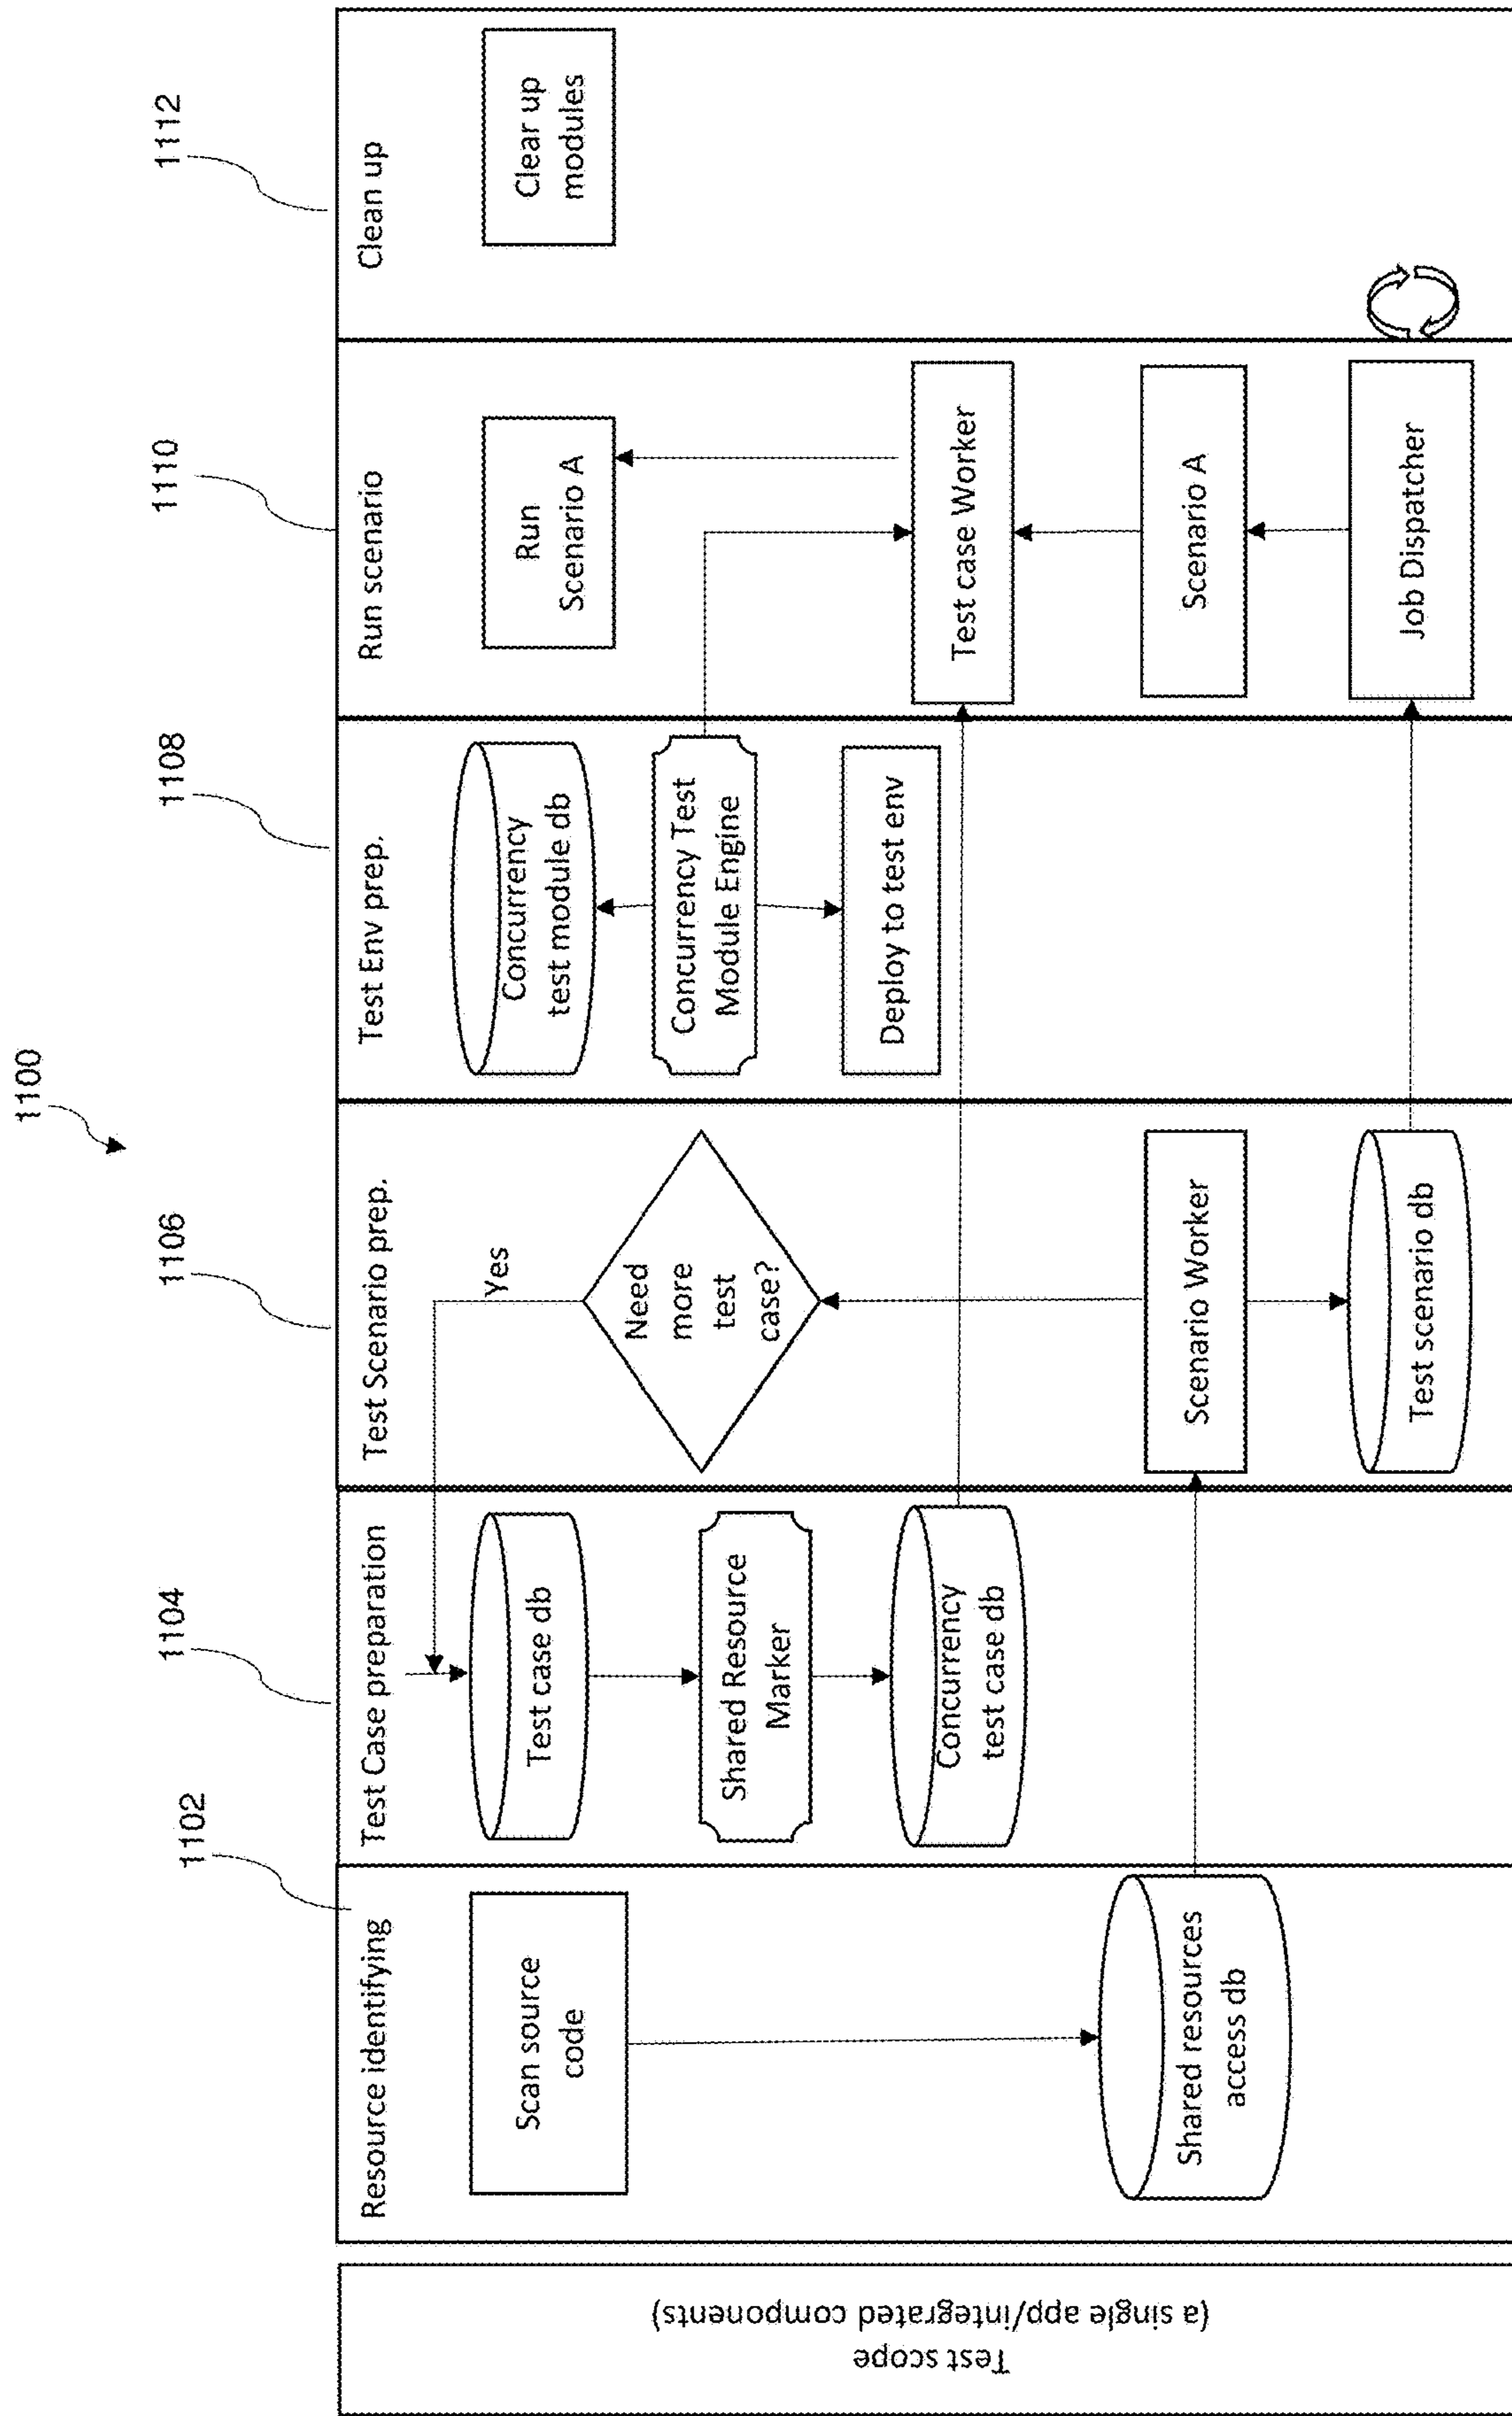 1100
1102
1104
1106
1108
1110
1112
Test scope
(a single app/integrated components)
Resource identifying
Scan source
code
Shared resources
access db
Test Case preparation
Test case db
Shared Resource
Marker
Concurrency
test case db
Test Scenario prep.
Yes
Need
more
test
case?
Scenario Worker
Test scenario db
Test Env prep.
Concurrency
test module db
Concurrency Test
Module Engine
Deploy to test env
Run scenario
Run
Scenario A
Test case Worker
Scenario A
Job Dispatcher
Clean up
Clear up
modules